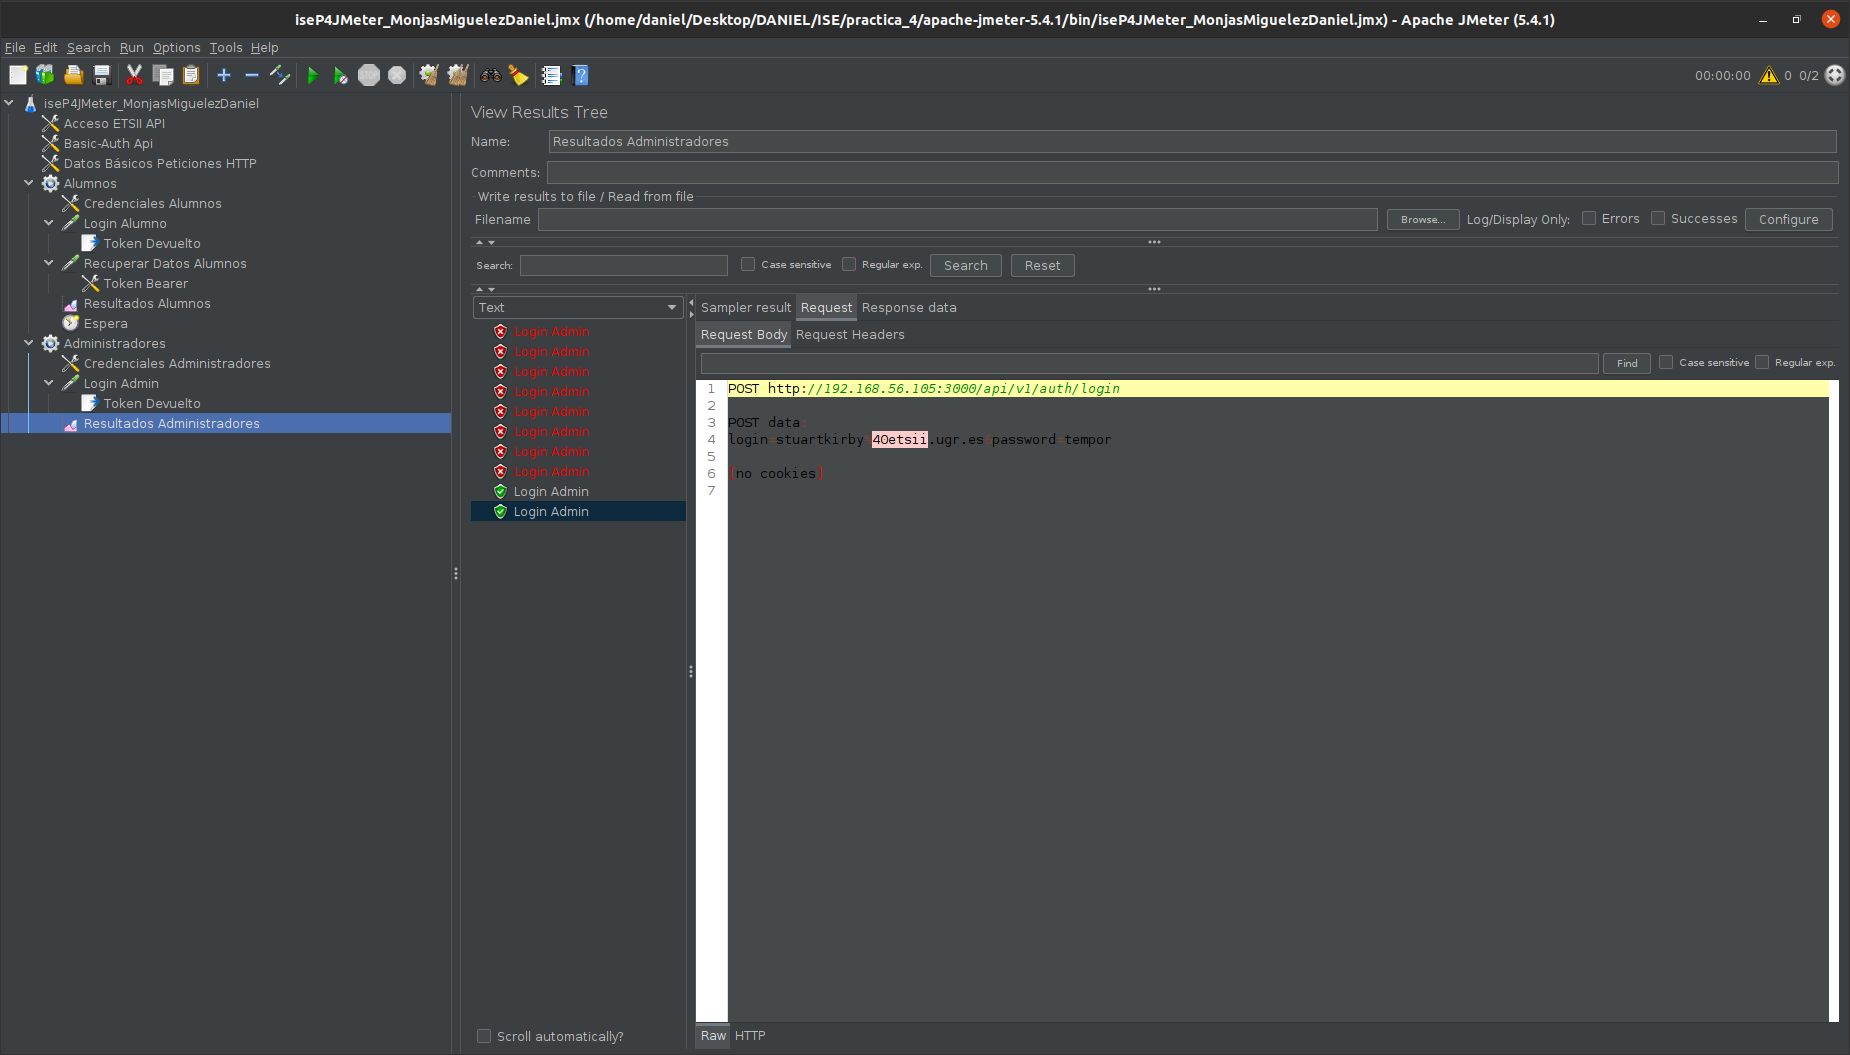 iseP4JMeter_MonjasMiguelezDaniel.jmx (/home/daniel/Desktop/DANIEL/ISE/practica_4/apache-jmeter-5.4.1/bin/iseP4JMeter_MonjasMiguelezDaniel.jmx) - Apache JMeter (5.4.1)
File Edit Search Run Options Tools Help
STOP
00:00:00 0 0/2
iseP4JMeter_MonjasMiguelezDaniel
Acceso ETSII API
Basic-Auth Api
Datos Básicos Peticiones HTTP
Alumnos
Credenciales Alumnos
Login Alumno
Token Devuelto
Recuperar Datos Alumnos
Token Bearer
Resultados Alumnos
Espera
Administradores
Credenciales Administradores
Login Admin
Token Devuelto
Resultados Administradores
View Results Tree
Name: Resultados Administradores
Comments:
Write results to file / Read from file
Filename Browse... Log/Display Only: Errors Successes Configure
Search: Case sensitive Regular exp. Search Reset
Text
Login Admin
Login Admin
Login Admin
Login Admin
Login Admin
Login Admin
Login Admin
Login Admin
Login Admin
Login Admin
Scroll automatically?
Sampler result Request Response data
Request Body Request Headers
Find Case sensitive Regular exp.
1 POST http://192.168.56.105:3000/api/v1/auth/login
2
3 POST data:
4 login=stuartkirby%40etsii.ugr.es&password=tempor
5
6 [no cookies]
7
Raw HTTP